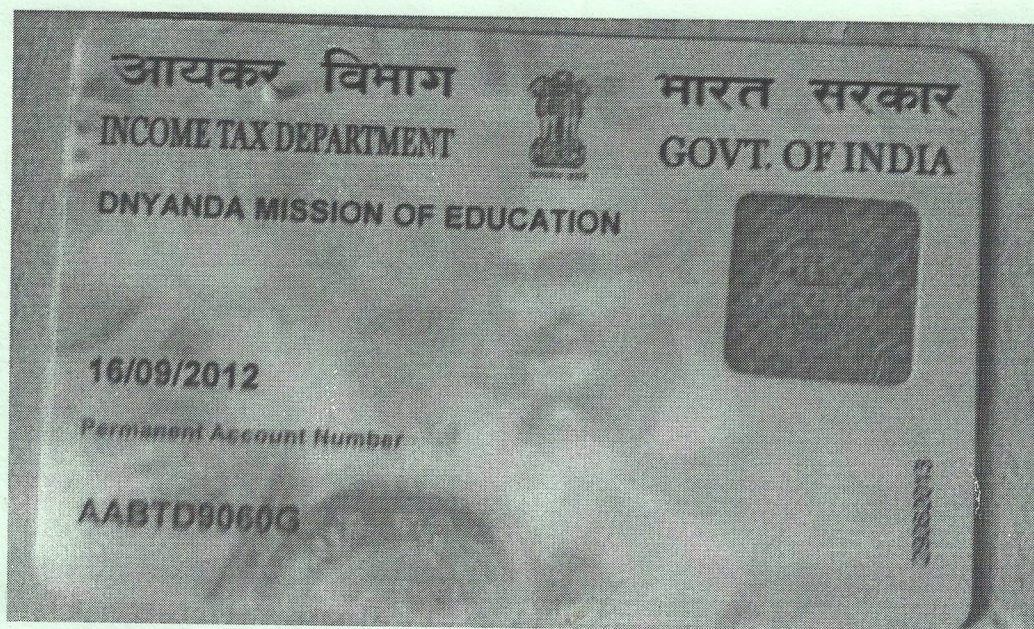 आयकर विभाग
भारत सरकार
INCOME TAX DEPARTMENT
GOVT. OF INDIA
DNYANDA MISSION OF EDUCATION
16/09/2012
Permanent Account Number
AABTD9060G